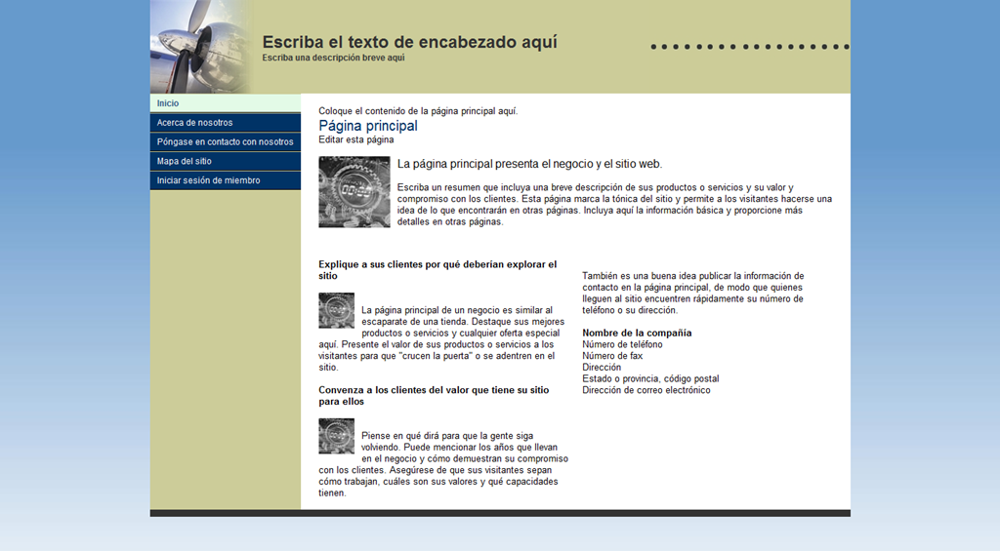 Escriba el texto de encabezado aquí
Escriba una descripción breve aquí
Inicio
Acerca de nosotros
Póngase en contacto con nosotros
Mapa del sitio
Iniciar sesión de miembro
Coloque el contenido de la página principal aquí.
Página principal
Editar esta página
00:00
La página principal presenta el negocio y el sitio web.
Escriba un resumen que incluya una breve descripción de sus productos o servicios y su valor y
compromiso con los clientes. Esta página marca la tónica del sitio y permite a los visitantes hacerse una
idea de lo que encontrarán en otras páginas. Incluya aquí la información básica y proporcione más
detalles en otras páginas.
Explique a sus clientes por qué deberían explorar el
sitio
La página principal de un negocio es similar al
escaparate de una tienda. Destaque sus mejores
productos o servicios y cualquier oferta especial
aquí. Presente el valor de sus productos o servicios a los
visitantes para que "crucen la puerta" o se adentren en el
sitio.
Convenza a los clientes del valor que tiene su sitio
para ellos
Piense en qué dirá para que la gente siga
volviendo. Puede mencionar los años que llevan
en el negocio y cómo demuestran su compromiso
con los clientes. Asegúrese de que sus visitantes sepan
cómo trabajan, cuáles son sus valores y qué capacidades
tienen.
También es una buena idea publicar la información de
contacto en la página principal, de modo que quienes
lleguen al sitio encuentren rápidamente su número de
teléfono o su dirección.
Nombre de la compañía
Número de teléfono
Número de fax
Dirección
Estado o provincia, código postal
Dirección de correo electrónico